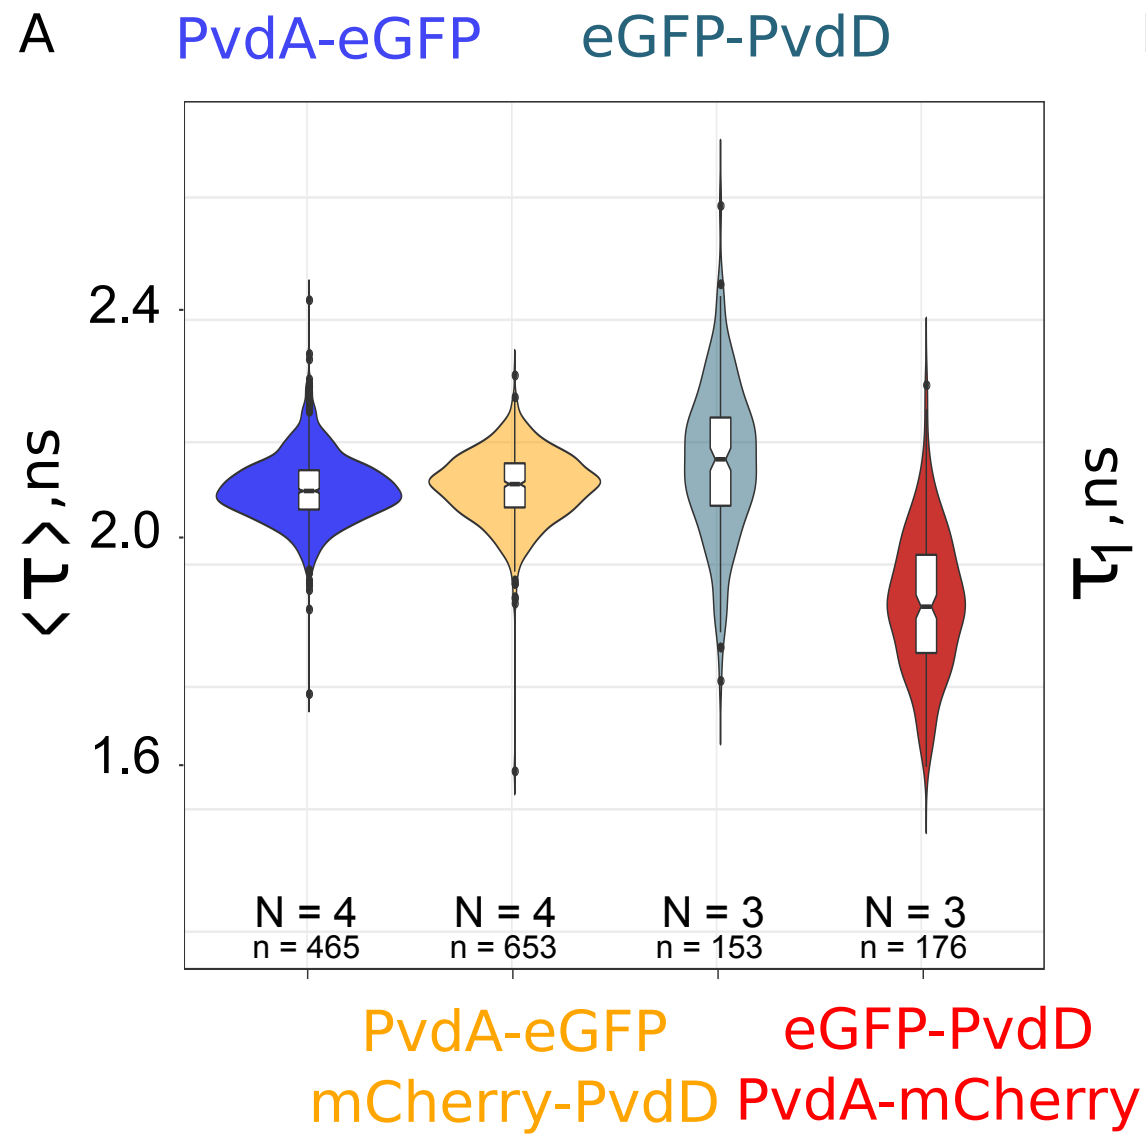 A
PvdA-eGFP
eGFP-PvdD
<τ>,ns
2.4
2.0
1.6
τ1,ns
N = 4
n = 465
N = 4
n = 653
N = 3
n = 153
N = 3
n = 176
PvdA-eGFP
mCherry-PvdD
eGFP-PvdD
PvdA-mCherry